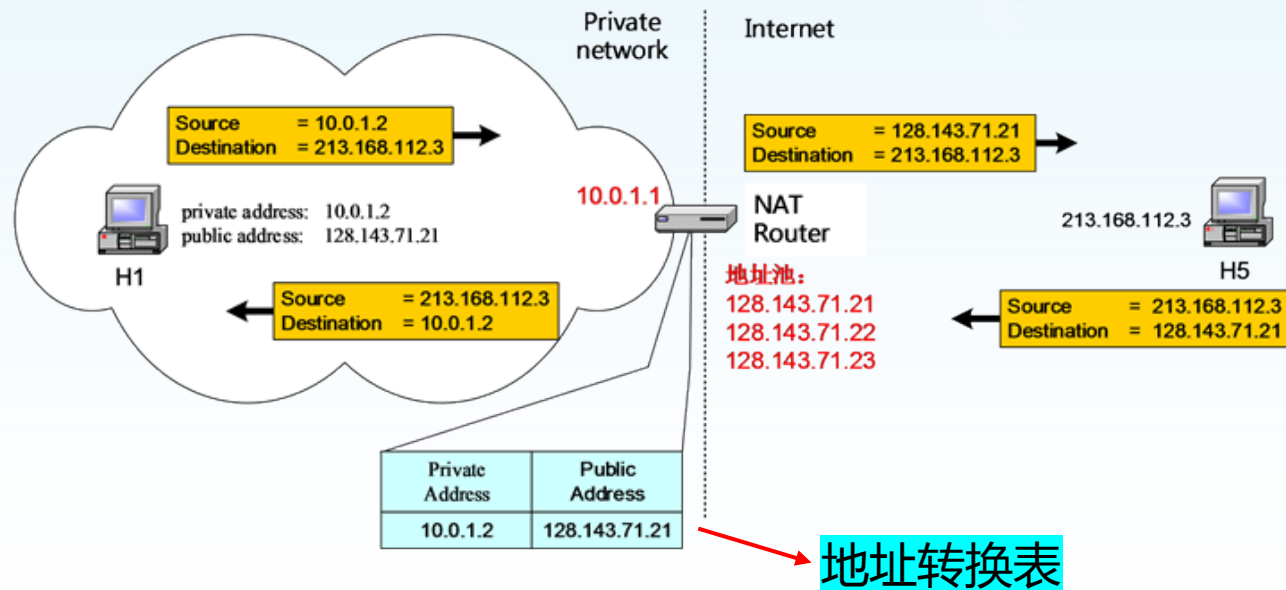 Private
network
Internet
Source = 10.0.1.2
Destination = 213.168.112.3
Source = 128.143.71.21
Destination = 213.168.112.3
private address: 10.0.1.2
public address: 128.143.71.21
H1
10.0.1.1
NAT
Router
213.168.112.3
H5
地址池：
128.143.71.21
128.143.71.22
128.143.71.23
Source = 213.168.112.3
Destination = 10.0.1.2
Source = 213.168.112.3
Destination = 128.143.71.21
Private
Address
Public
Address
10.0.1.2
128.143.71.21
地址转换表